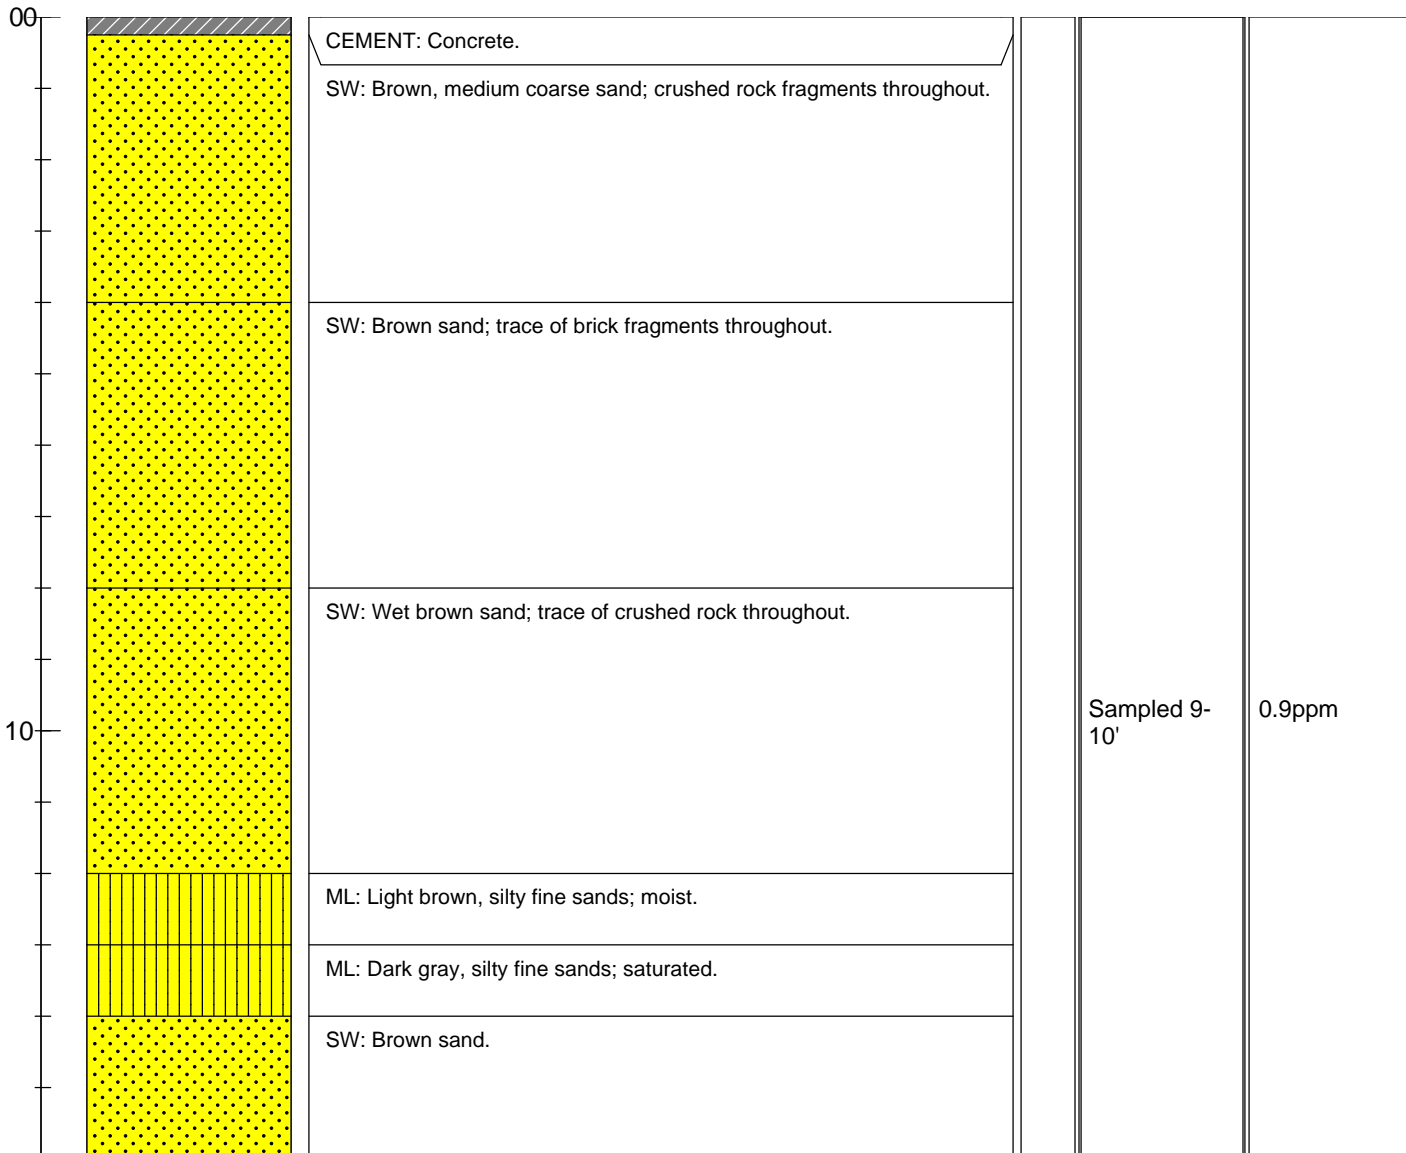 00
CEMENT: Concrete.
SW: Brown, medium coarse sand; crushed rock fragments throughout.
SW: Brown sand; trace of brick fragments throughout.
SW: Wet brown sand; trace of crushed rock throughout.
10
Sampled 9-
10'
0.9ppm
ML: Light brown, silty fine sands; moist.
ML: Dark gray, silty fine sands; saturated.
SW: Brown sand.